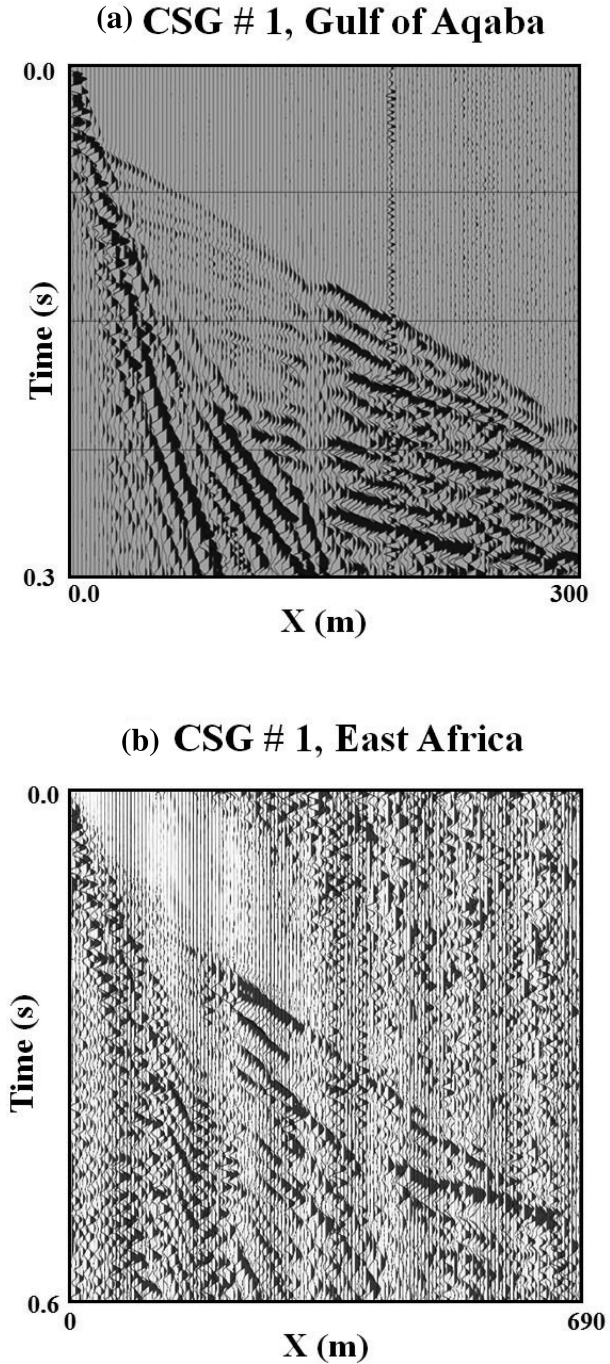 (a) CSG # 1, Gulf of Aqaba
0.0
Time (s)
0.3
0.0
300
X (m)
(b) CSG # 1, East Africa
0.0
Time (s)
0.6
0
690
X (m)